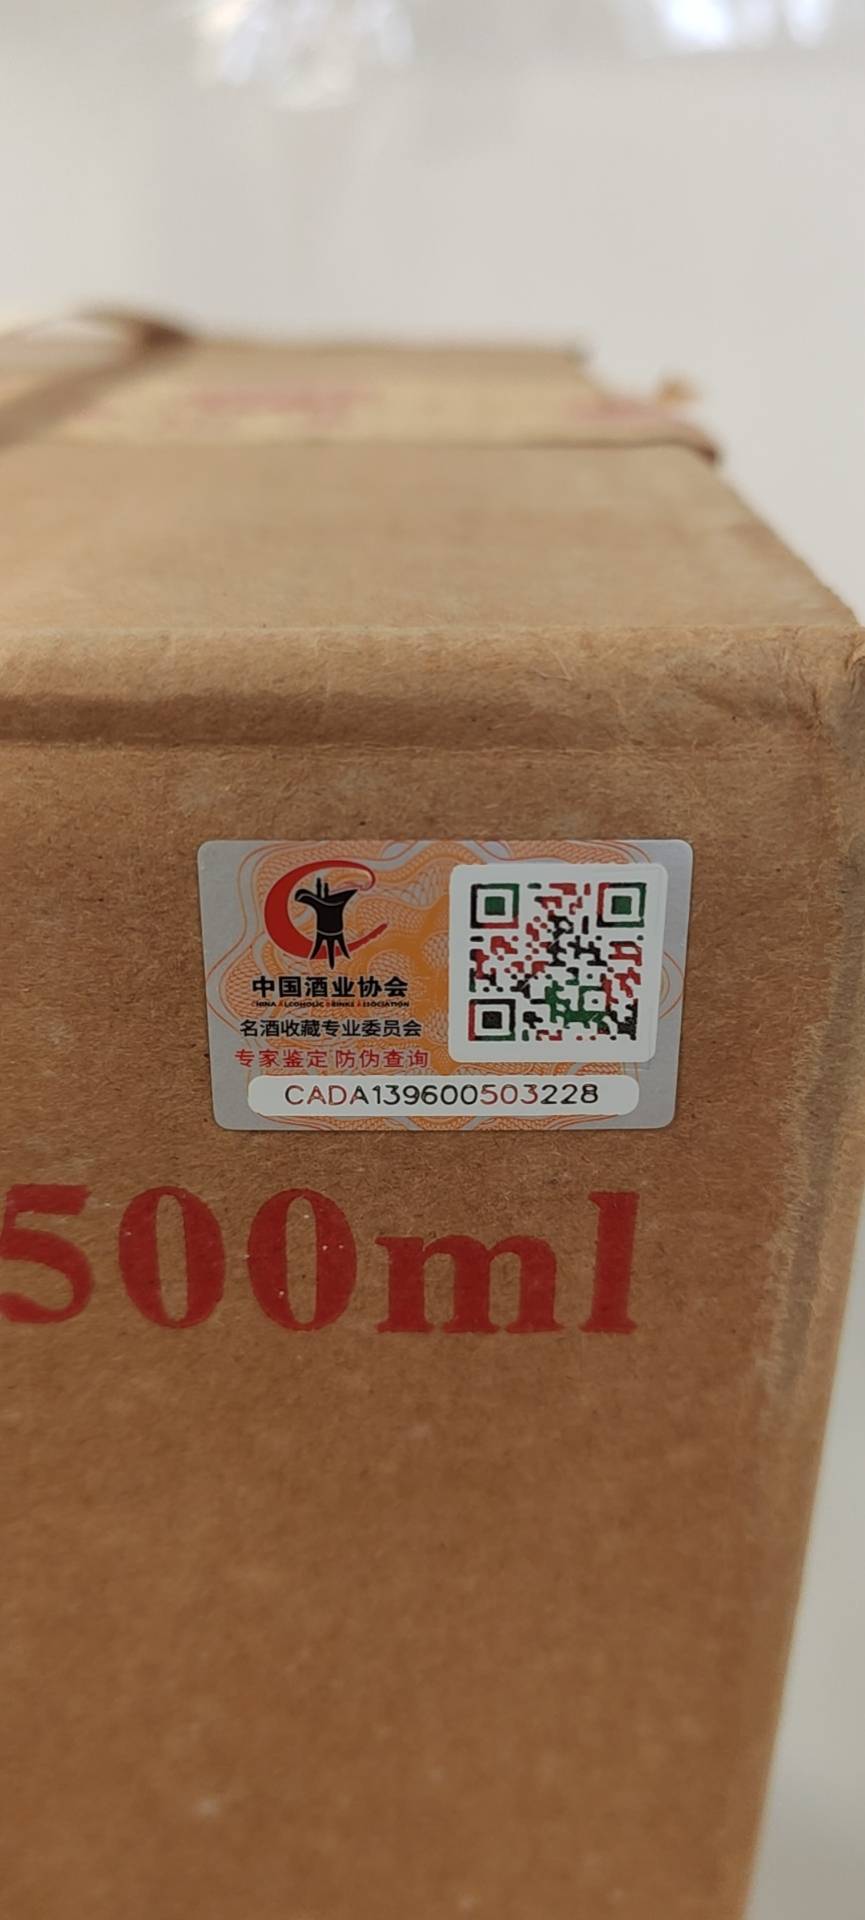 中国酒业协会
CHINA ALCOHOLIC DRINKS ASSOCIATION
名酒收藏专业委员会
专家鉴定 防伪查询
CADA139600503228
500ml